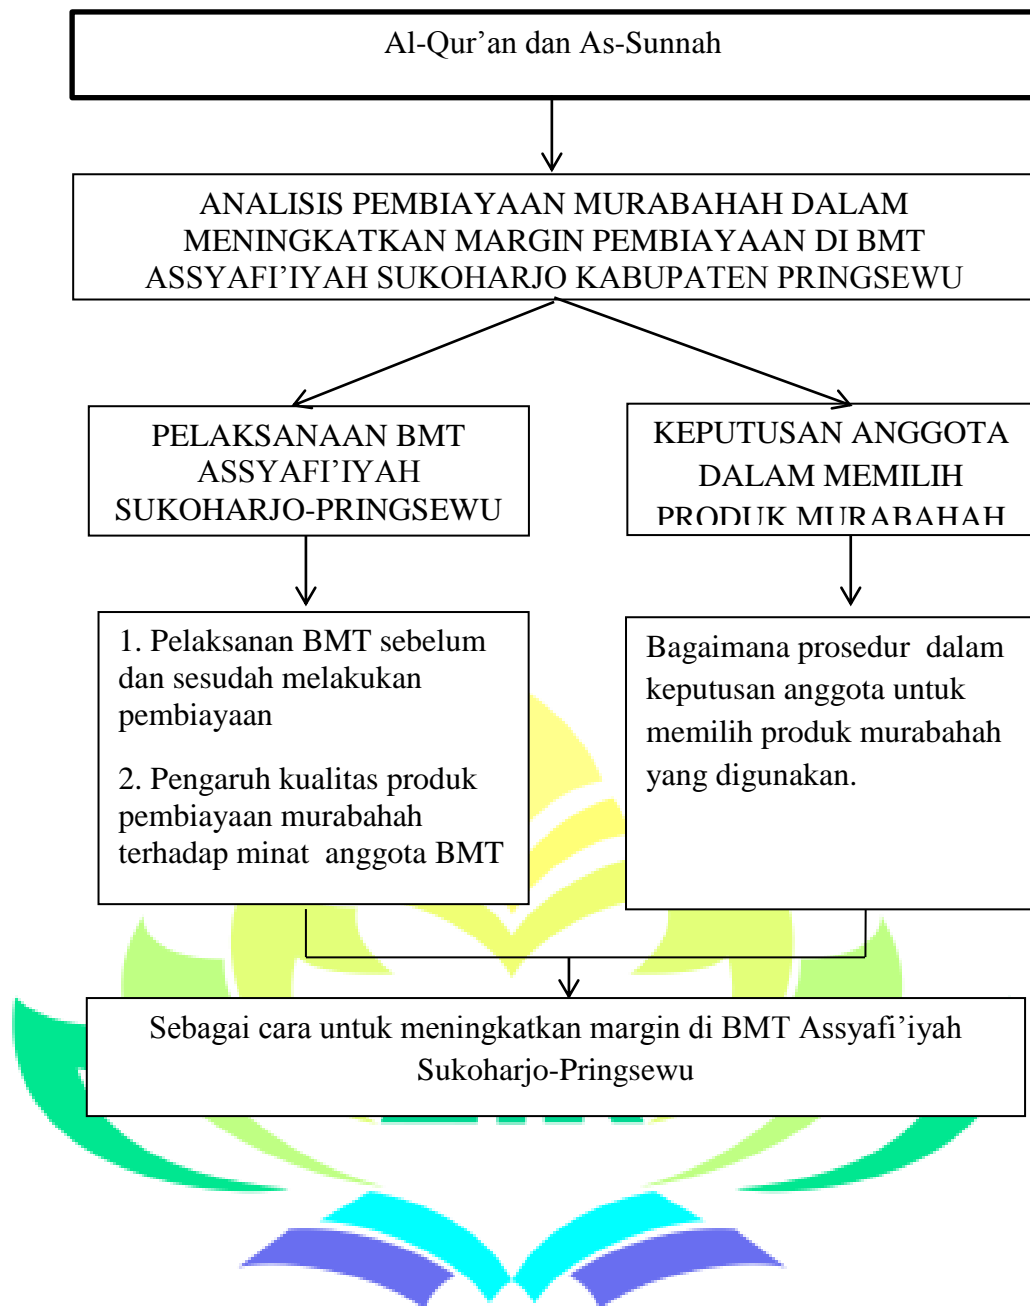 Al-Qur’an dan As-Sunnah
ANALISIS PEMBIAYAAN MURABAHAH DALAM
MENINGKATKAN MARGIN PEMBIAYAAN DI BMT
ASSYAFI’IYAH SUKOHARJO KABUPATEN PRINGSEWU
PELAKSANAAN BMT
ASSYAFI’IYAH
SUKOHARJO-PRINGSEWU
KEPUTUSAN ANGGOTA
DALAM MEMILIH
PRODUK MURABAHAH
1. Pelaksanan BMT sebelum
dan sesudah melakukan
pembiayaan
2. Pengaruh kualitas produk
pembiayaan murabahah
terhadap minat anggota BMT
Bagaimana prosedur dalam
keputusan anggota untuk
memilih produk murabahah
yang digunakan.
Sebagai cara untuk meningkatkan margin di BMT Assyafi’iyah
Sukoharjo-Pringsewu